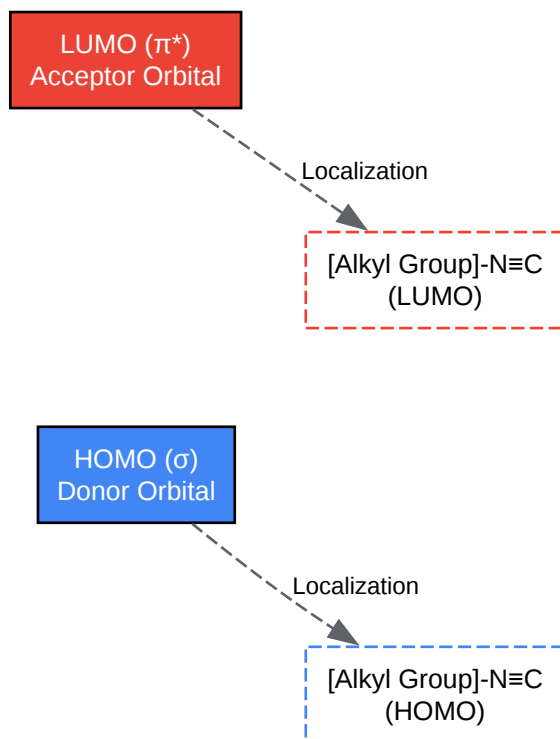 LUMO (π*)
Acceptor Orbital
Localization
[Alkyl Group]-N≡C
(LUMO)
HOMO (σ)
Donor Orbital
Localization
[Alkyl Group]-N≡C
(HOMO)